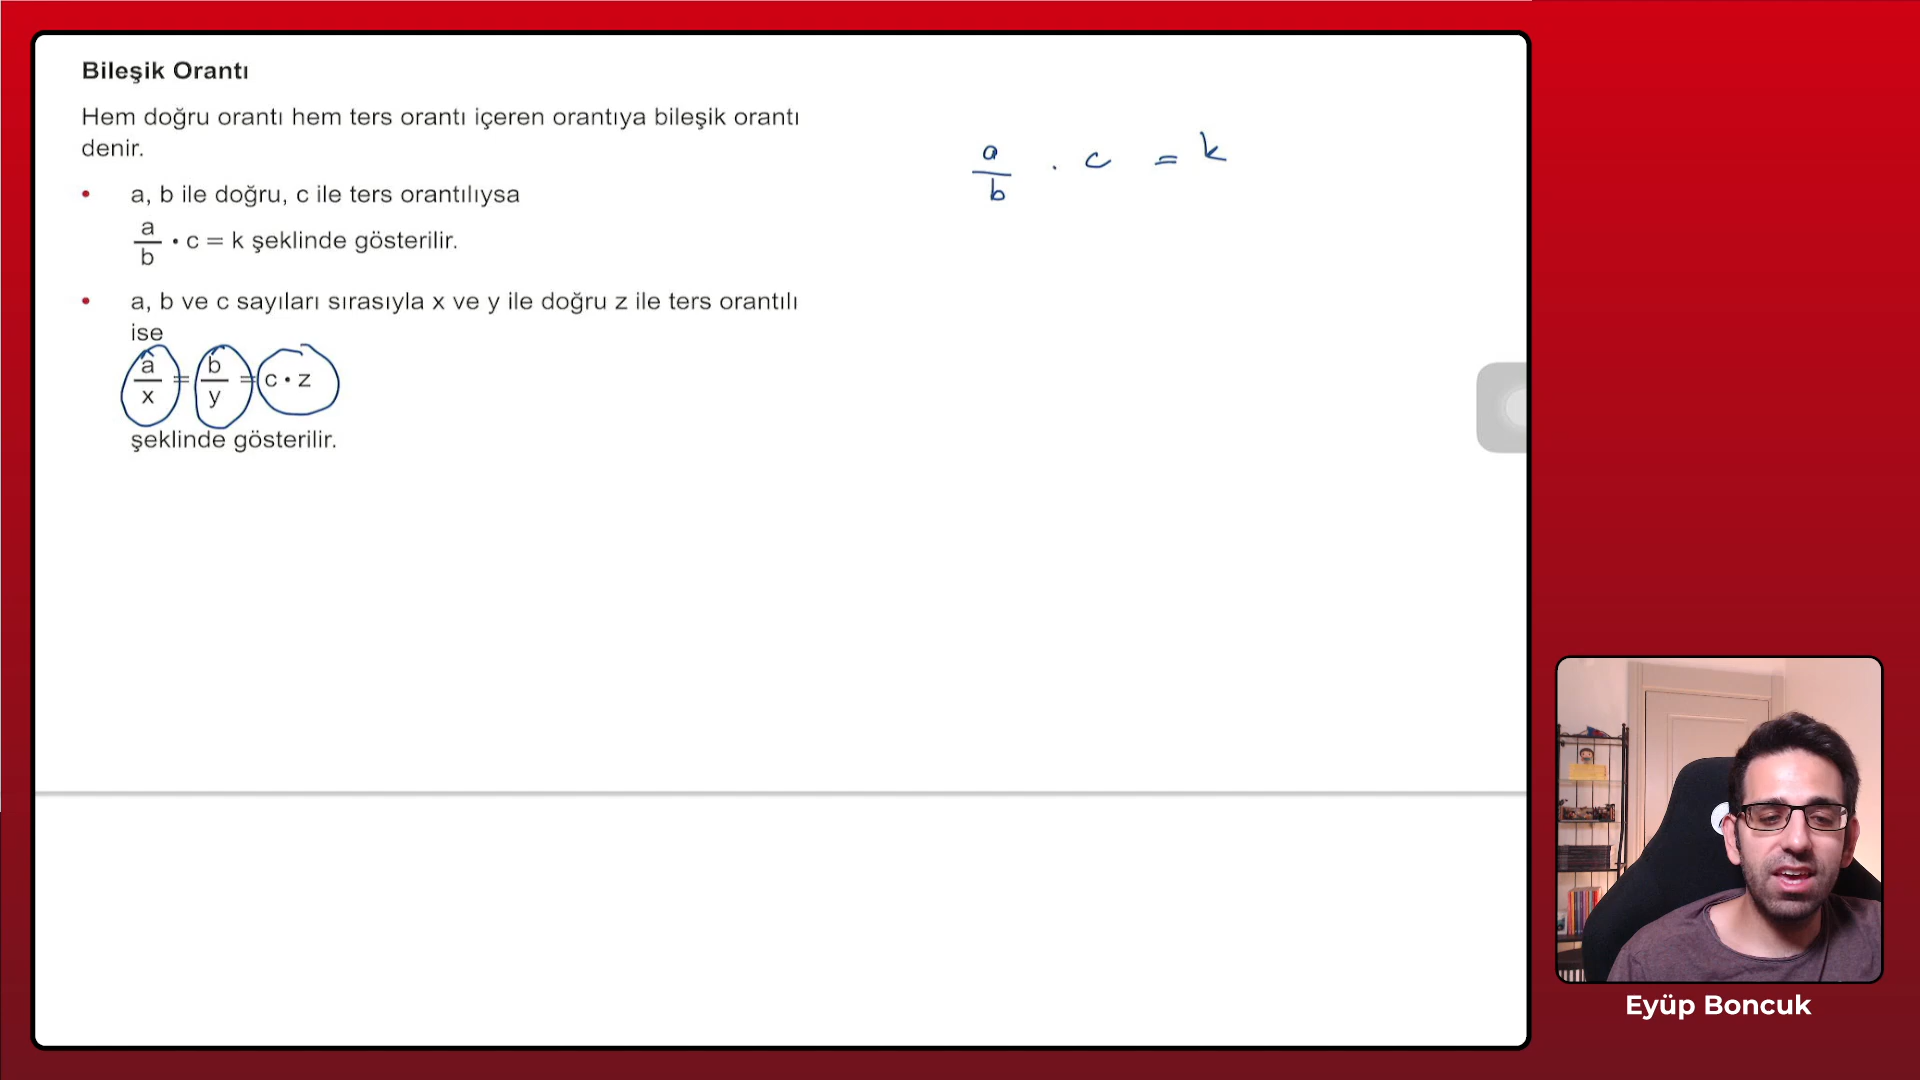 Bileşik Orantı
Hem doğru orantı hem ters orantı içeren orantıya bileşik orantı
denir.
• a, b ile doğru, c ile ters orantılıysa
a/b • c = k şeklinde gösterilir.
• a, b ve c sayıları sırasıyla x ve y ile doğru z ile ters orantılı
ise
a/x = b/y = c • z
şeklinde gösterilir.
a/b . c = k
Eyüp Boncuk